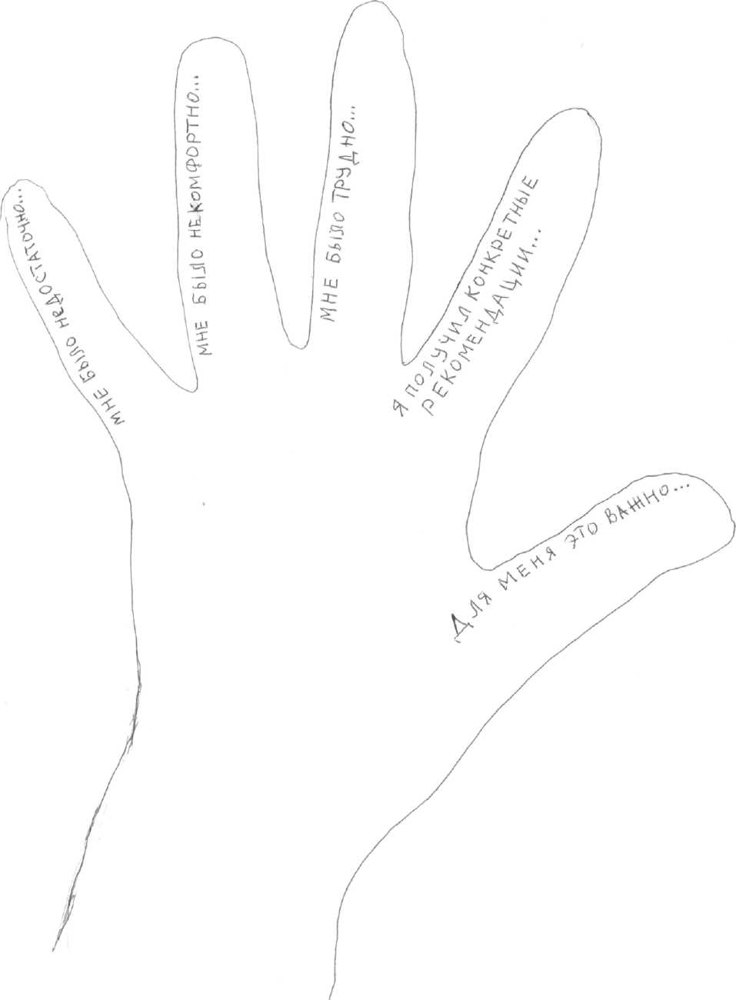 МНЕ БЫЛО НЕДОСТАТОЧНО...
МНЕ БЫЛО НЕКОМФОРТНО...
МНЕ БЫЛО ТРУДНО...
Я ПОЛУЧИЛ КОНКРЕТНЫЕ
РЕКОМЕНДАЦИИ...
ДЛЯ МЕНЯ ЭТО ВАЖНО...